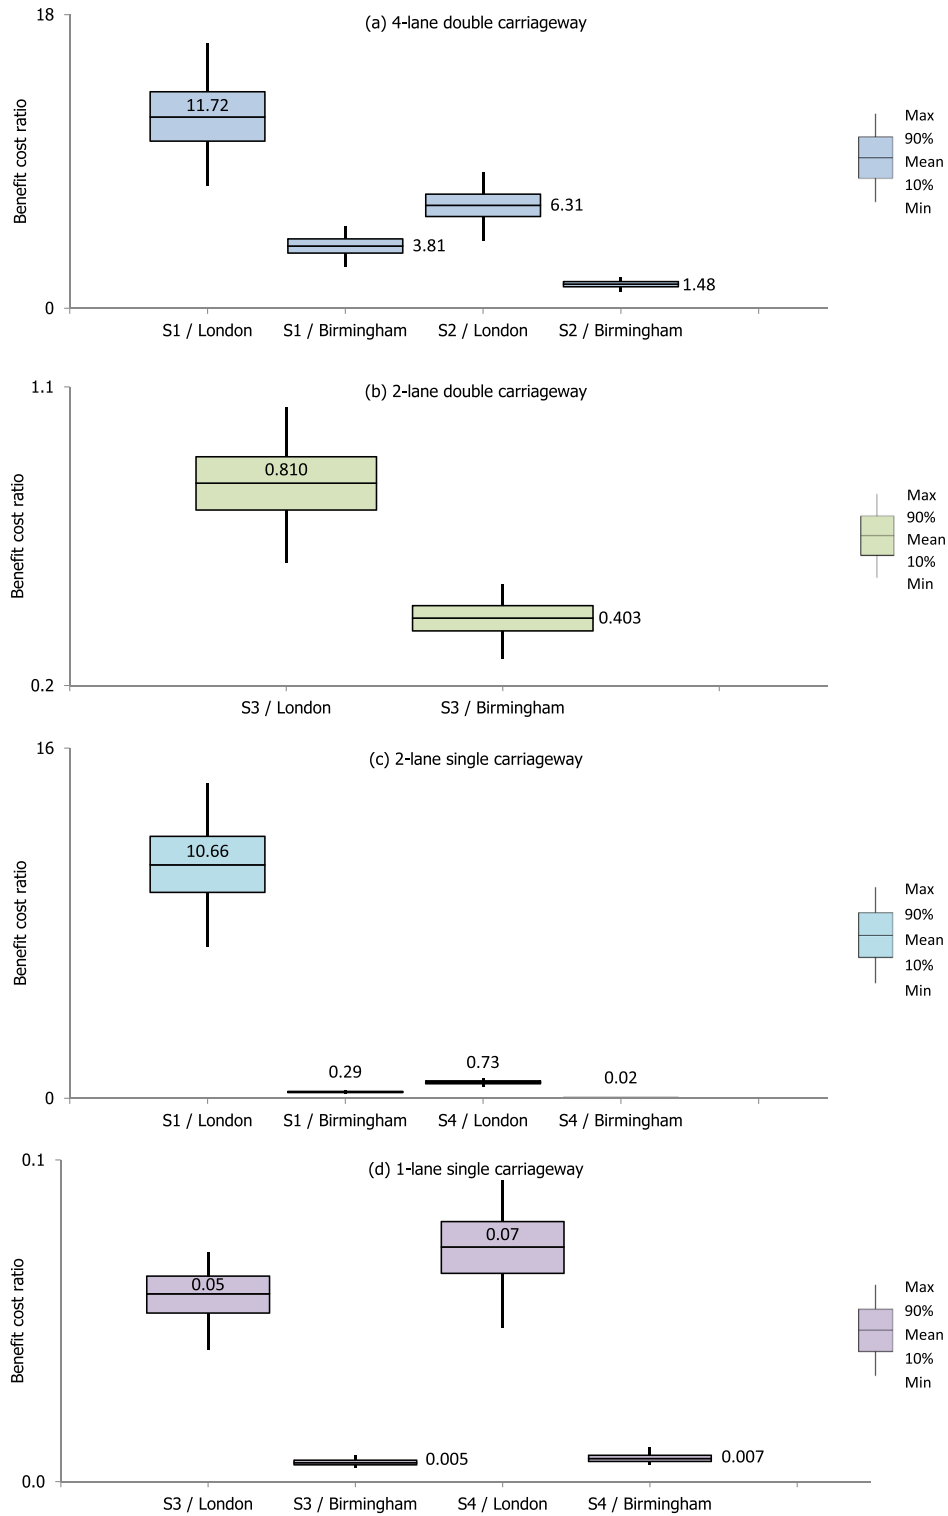 18
(a) 4-lane double carriageway
Benefit cost ratio
11.72
3.81
6.31
1.48
0
S1 / London
S1 / Birmingham
S2 / London
S2 / Birmingham
Max
90%
Mean
10%
Min
1.1
(b) 2-lane double carriageway
Benefit cost ratio
0.810
0.403
0.2
S3 / London
S3 / Birmingham
Max
90%
Mean
10%
Min
16
(c) 2-lane single carriageway
Benefit cost ratio
10.66
0.29
0.73
0.02
0
S1 / London
S1 / Birmingham
S4 / London
S4 / Birmingham
Max
90%
Mean
10%
Min
0.1
(d) 1-lane single carriageway
Benefit cost ratio
0.05
0.005
0.07
0.007
0.0
S3 / London
S3 / Birmingham
S4 / London
S4 / Birmingham
Max
90%
Mean
10%
Min